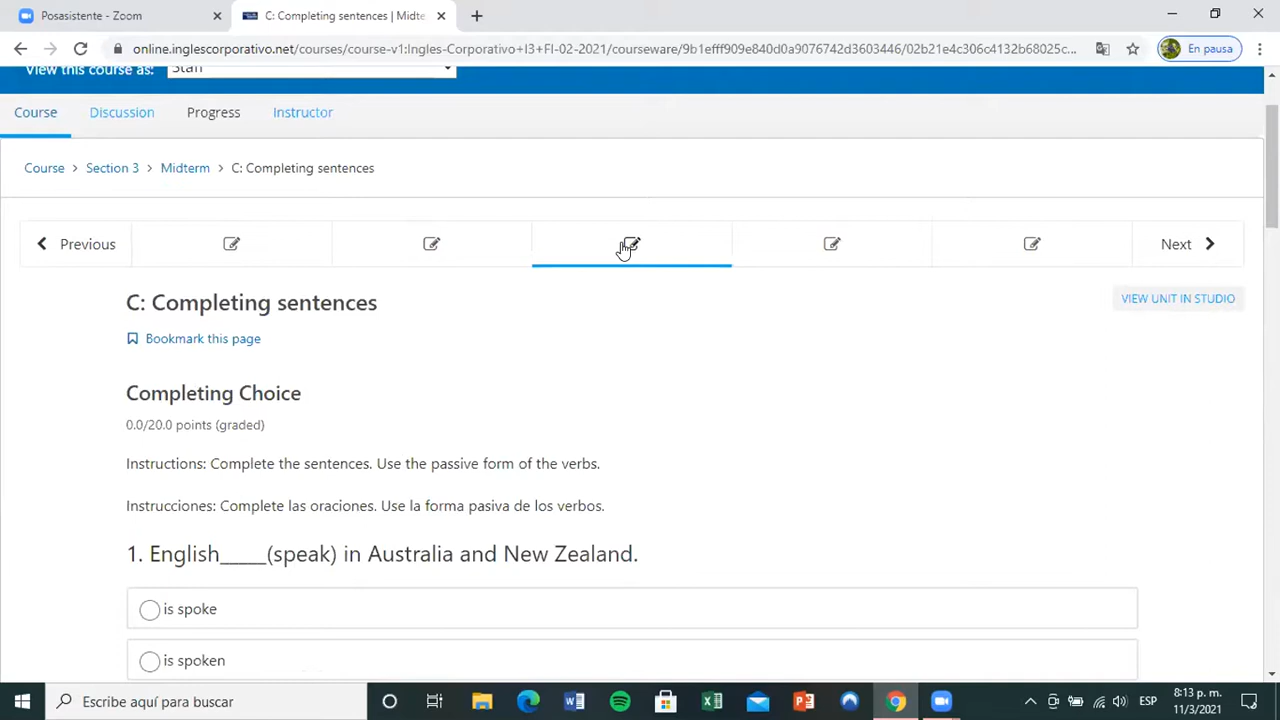 Posasistente - Zoom
C: Completing sentences | Midte
online.inglescorporativo.net/courses/course-v1:Ingles-Corporativo+I3+FI-02-2021/courseware/9b1efff909e840d0a9076742d3603446/02b21e4c306c4132b68025c...
En pausa
View this course as: Staff
Course
Discussion
Progress
Instructor
Course > Section 3 > Midterm > C: Completing sentences
Previous
Next
C: Completing sentences
VIEW UNIT IN STUDIO
Bookmark this page
Completing Choice
0.0/20.0 points (graded)
Instructions: Complete the sentences. Use the passive form of the verbs.
Instrucciones: Complete las oraciones. Use la forma pasiva de los verbos.
1. English_____(speak) in Australia and New Zealand.
is spoke
is spoken
Escribe aquí para buscar
ESP
8:13 p. m.
11/3/2021